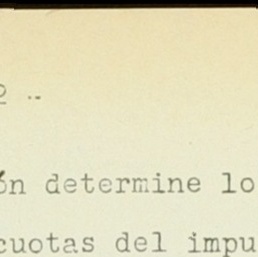 2 ..
ón determine lo
cuotas del impu